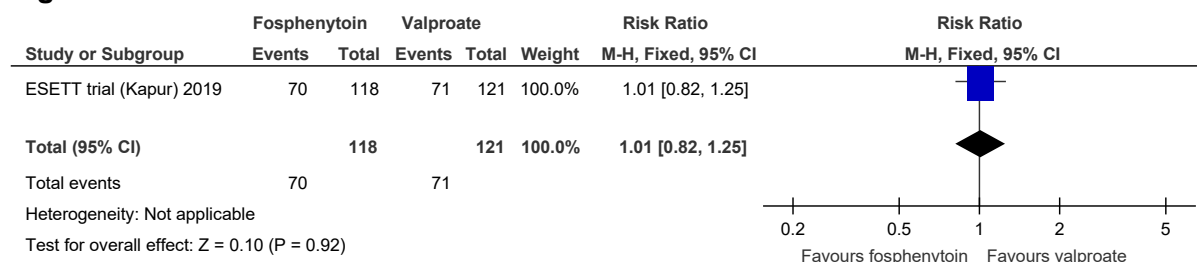 Fosphenytoin Valproate Risk Ratio Risk Ratio
Study or Subgroup Events Total Events Total Weight M-H, Fixed, 95% CI M-H, Fixed, 95% CI
ESETT trial (Kapur) 2019 70 118 71 121 100.0% 1.01 [0.82, 1.25]
Total (95% CI) 118 121 100.0% 1.01 [0.82, 1.25]
Total events 70 71
Heterogeneity: Not applicable
Test for overall effect: Z = 0.10 (P = 0.92)
0.2 0.5 1 2 5
Favours fosphenytoin Favours valproate